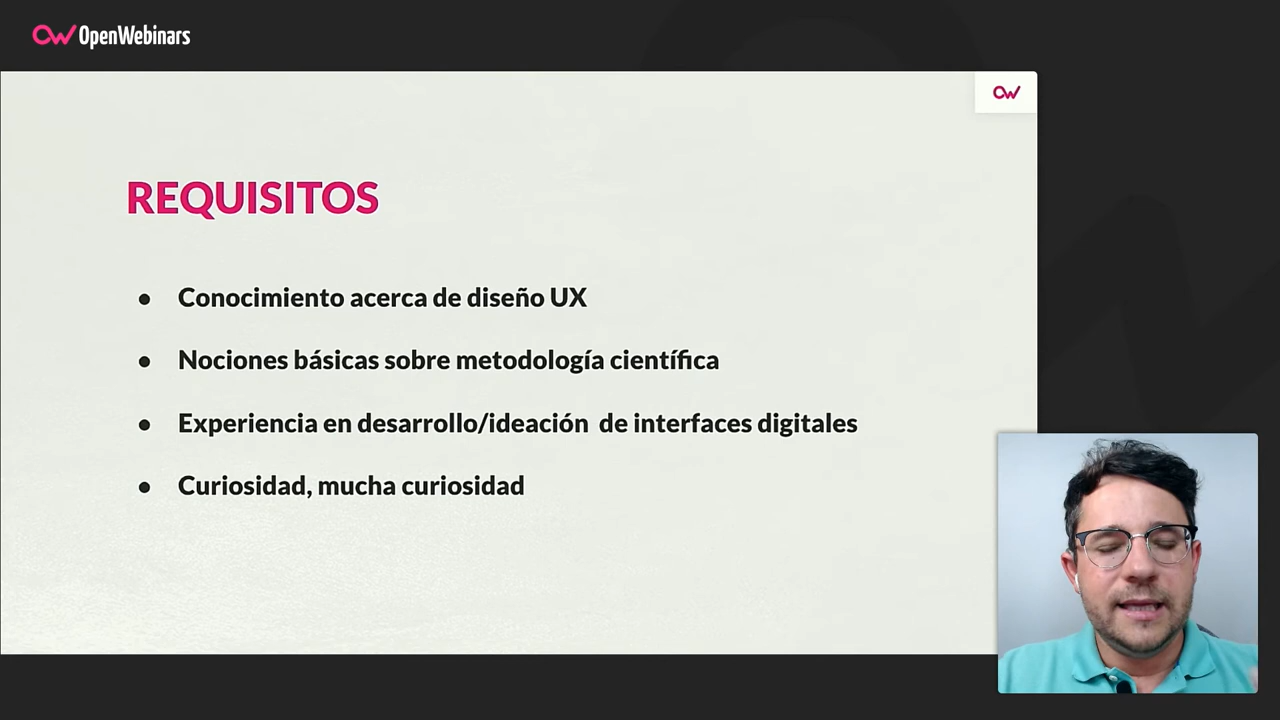 OpenWebinars
REQUISITOS
● Conocimiento acerca de diseño UX
● Nociones básicas sobre metodología científica
● Experiencia en desarrollo/ideación  de interfaces digitales
● Curiosidad, mucha curiosidad